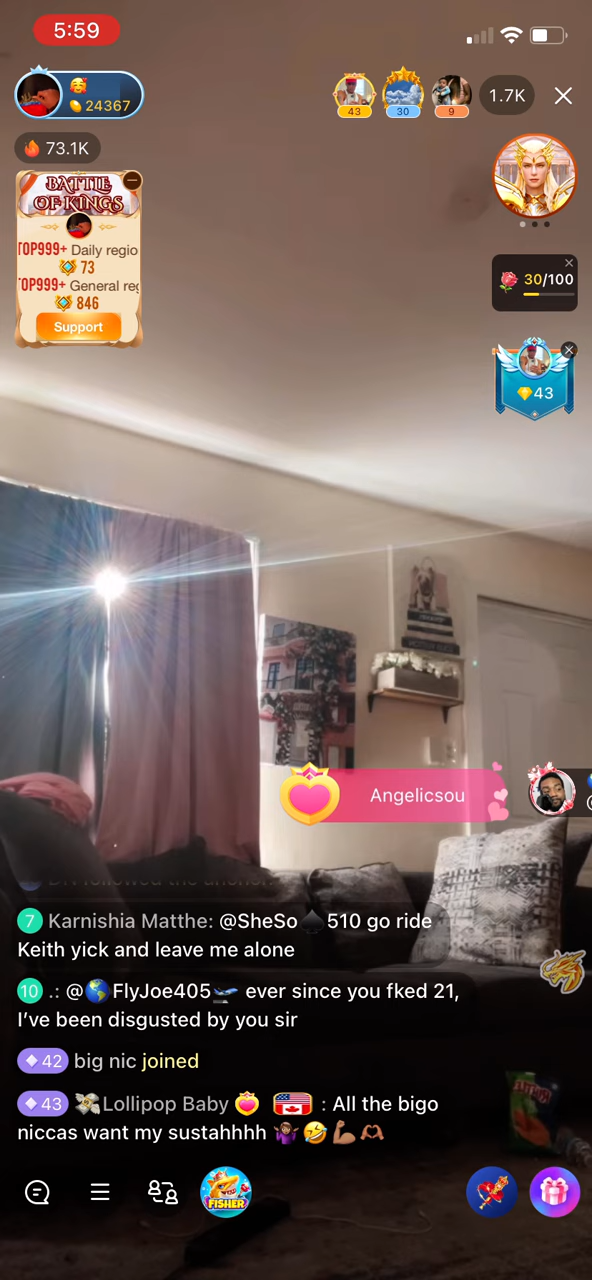 5:59
🥰
24367
43
30
9
1.7K
73.1K
BATTLE
OF KINGS
TOP999+ Daily regio
73
TOP999+ General reg
846
Support
30/100
43
Angelicsou
7 Karnishia Matthe: @SheSo♠️510 go ride
Keith yick and leave me alone
10 .: @🌎FlyJoe405🛫 ever since you fked 21,
I’ve been disgusted by you sir
42 big nic joined
43 💸Lollipop Baby 🇺🇸🇨🇦 : All the bigo
niccas want my sustahhhh 🤷🏾‍♀️🤣💪🏽🫶🏾
FISHER